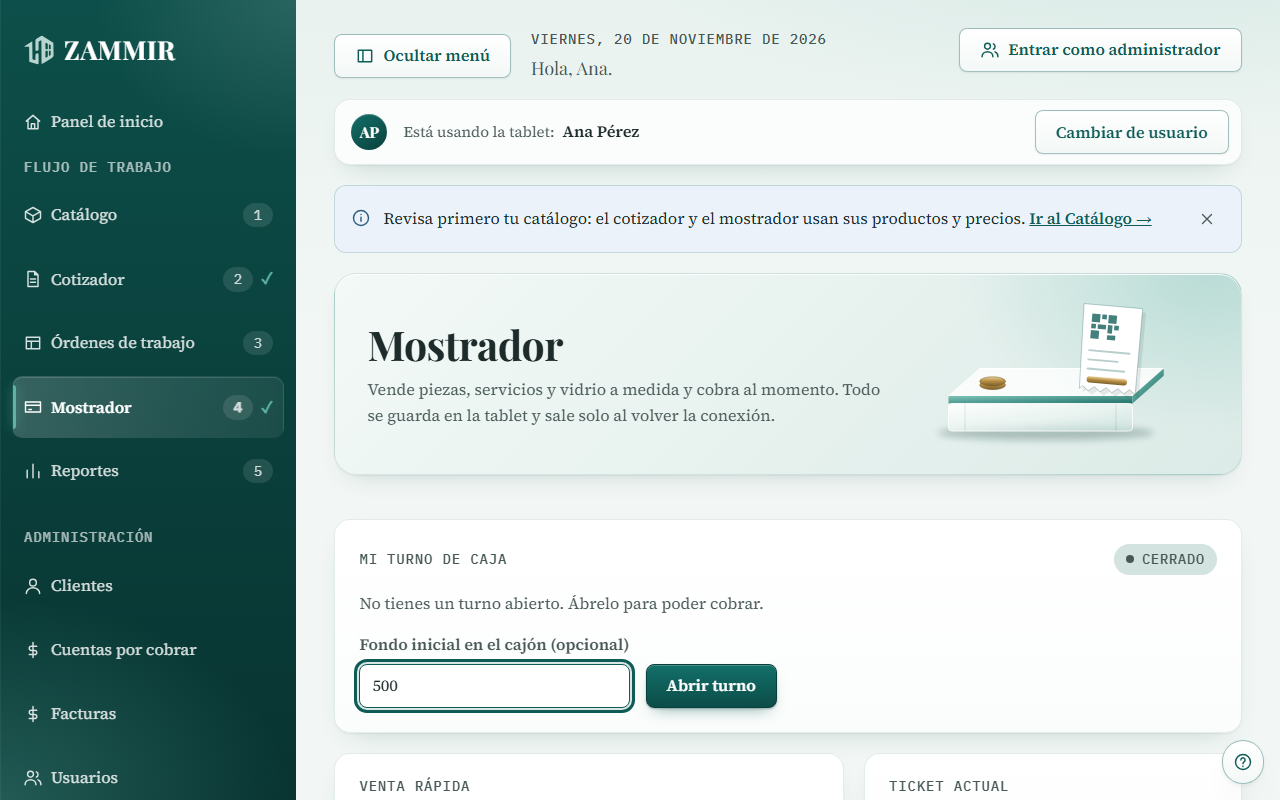 ZAMMIR
Panel de inicio
FLUJO DE TRABAJO
Catálogo 1
Cotizador 2 ✓
Órdenes de trabajo 3
Mostrador 4 ✓
Reportes 5
ADMINISTRACIÓN
Clientes
Cuentas por cobrar
Facturas
Usuarios
Ocultar menú
VIERNES, 20 DE NOVIEMBRE DE 2026
Hola, Ana.
Entrar como administrador
AP Está usando la tablet: Ana Pérez
Cambiar de usuario
Revisa primero tu catálogo: el cotizador y el mostrador usan sus productos y precios. Ir al Catálogo →
Mostrador
Vende piezas, servicios y vidrio a medida y cobra al momento. Todo
se guarda en la tablet y sale solo al volver la conexión.
MI TURNO DE CAJA
CERRADO
No tienes un turno abierto. Ábrelo para poder cobrar.
Fondo inicial en el cajón (opcional)
500
Abrir turno
VENTA RÁPIDA
TICKET ACTUAL